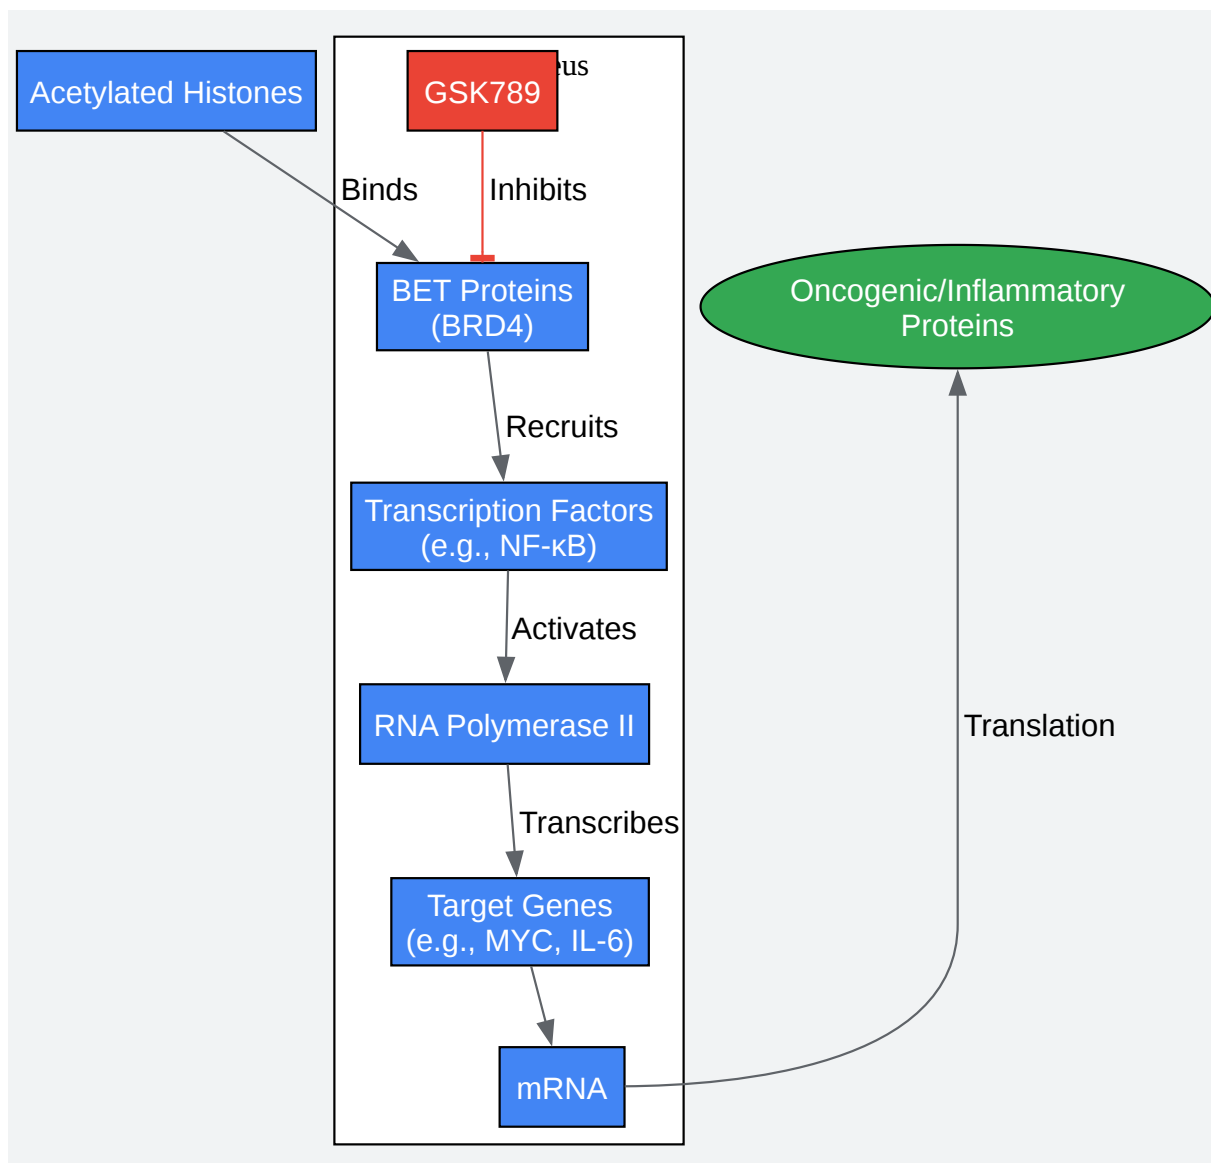 Acetylated Histones
GSK789
Binds
Inhibits
BET Proteins
(BRD4)
Oncogenic/Inflammatory
Proteins
Recruits
Transcription Factors
(e.g., NF-κB)
Activates
RNA Polymerase II
Translation
Transcribes
Target Genes
(e.g., MYC, IL-6)
mRNA